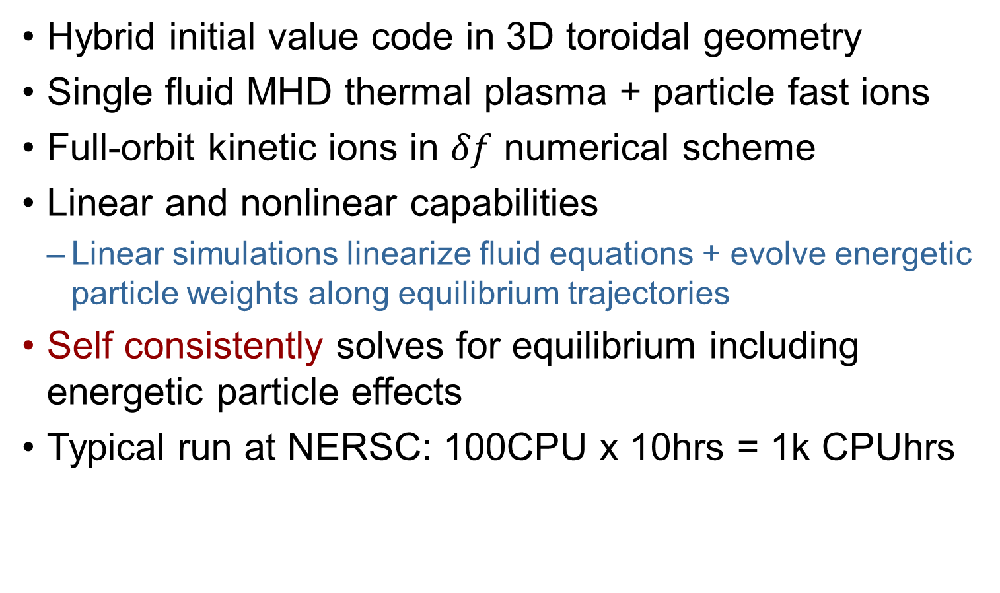 • Hybrid initial value code in 3D toroidal geometry
• Single fluid MHD thermal plasma + particle fast ions
• Full-orbit kinetic ions in 𝛿𝑓 numerical scheme
• Linear and nonlinear capabilities
– Linear simulations linearize fluid equations + evolve energetic
particle weights along equilibrium trajectories
• Self consistently solves for equilibrium including
energetic particle effects
• Typical run at NERSC: 100CPU x 10hrs = 1k CPUhrs